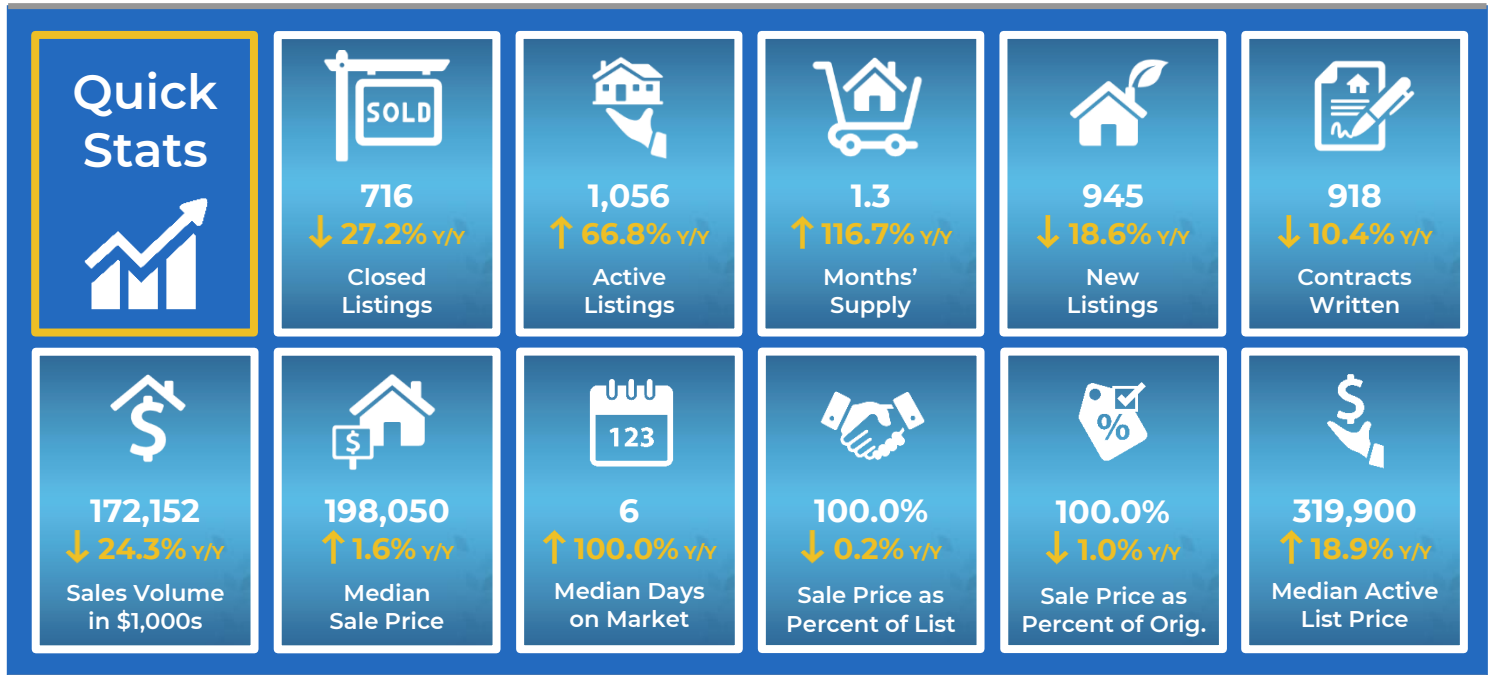 Quick
Stats
SOLD
716
↓ 27.2% Y/Y
Closed
Listings
1,056
↑ 66.8% Y/Y
Active
Listings
1.3
↑ 116.7% Y/Y
Months’
Supply
945
↓ 18.6% Y/Y
New
Listings
918
↓ 10.4% Y/Y
Contracts
Written
$
172,152
↓ 24.3% Y/Y
Sales Volume
in $1,000s
$
198,050
↑ 1.6% Y/Y
Median
Sale Price
123
6
↑ 100.0% Y/Y
Median Days
on Market
100.0%
↓ 0.2% Y/Y
Sale Price as
Percent of List
%
100.0%
↓ 1.0% Y/Y
Sale Price as
Percent of Orig.
$
319,900
↑ 18.9% Y/Y
Median Active
List Price